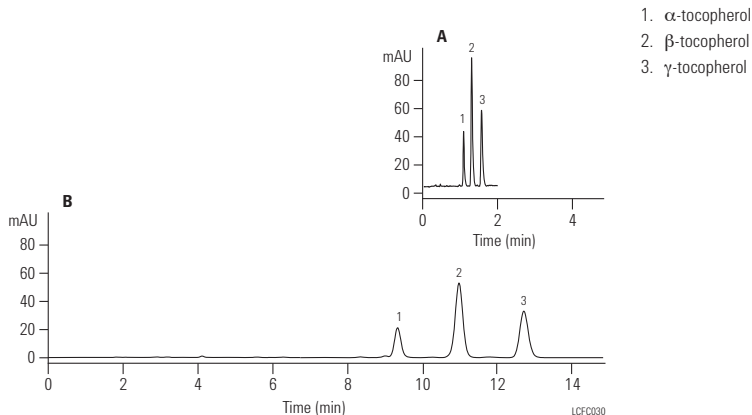 1. α-tocopherol
2. β-tocopherol
3. γ-tocopherol
A
mAU
2
80
3
60
1
40
20
0
0 2 4
Time (min)
B
mAU
80
60
2
40
3
1
20
0
0 2 4 6 8 10 12 14
Time (min)
LCFC030